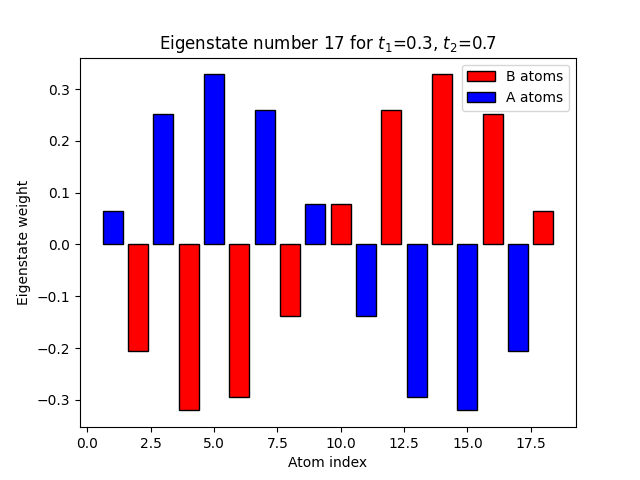 Eigenstate number 17 for $t_1$=0.3, $t_2$=0.7
B atoms
A atoms
Eigenstate weight
0.3
0.2
0.1
0.0
−0.1
−0.2
−0.3
0.0 2.5 5.0 7.5 10.0 12.5 15.0 17.5
Atom index